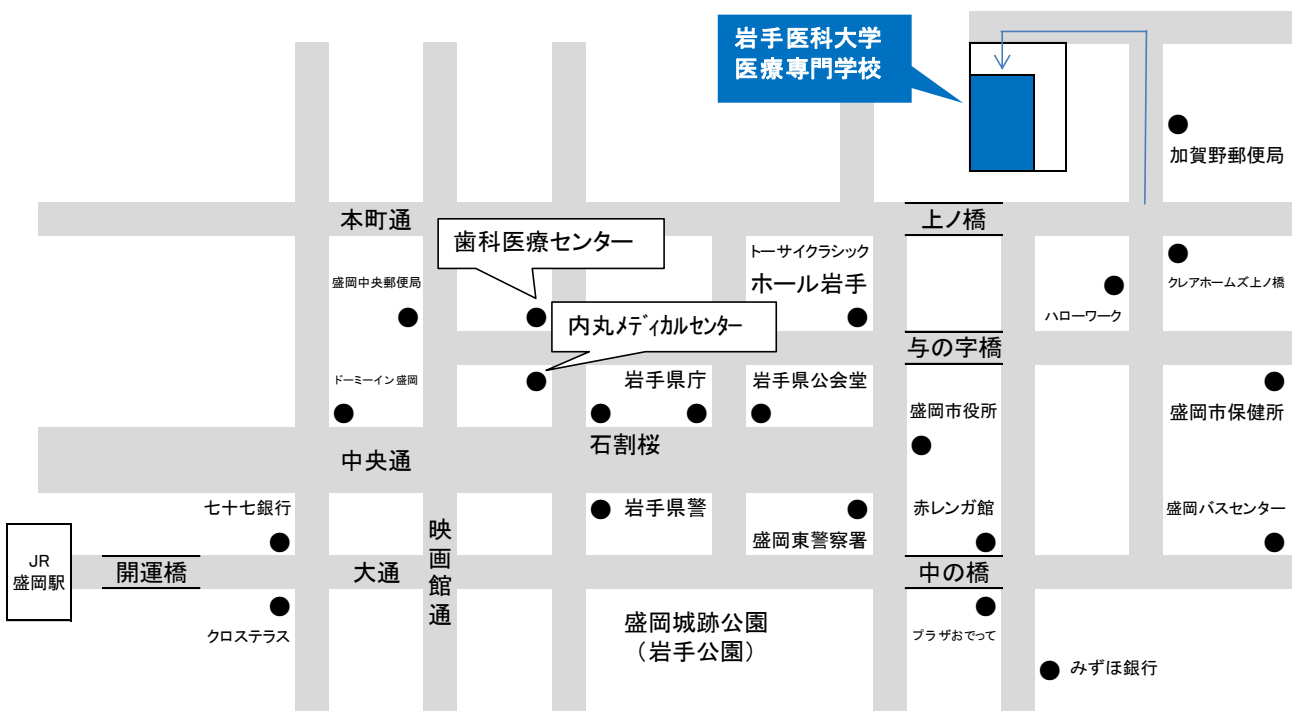 岩手医科大学
医療専門学校
加賀野郵便局
本町通
上ノ橋
歯科医療センター
トーサイクラシック
ホール岩手
盛岡中央郵便局
クレアホームズ上ノ橋
ハローワーク
内丸メディカルセンター
与の字橋
ドーミーイン盛岡
岩手県庁
岩手県公会堂
盛岡市役所
盛岡市保健所
石割桜
中央通
七十七銀行
岩手県警
赤レンガ館
盛岡バスセンター
盛岡東警察署
映画館通
JR
盛岡駅
開運橋
大通
中の橋
クロステラス
盛岡城跡公園
（岩手公園）
プラザおでって
みずほ銀行